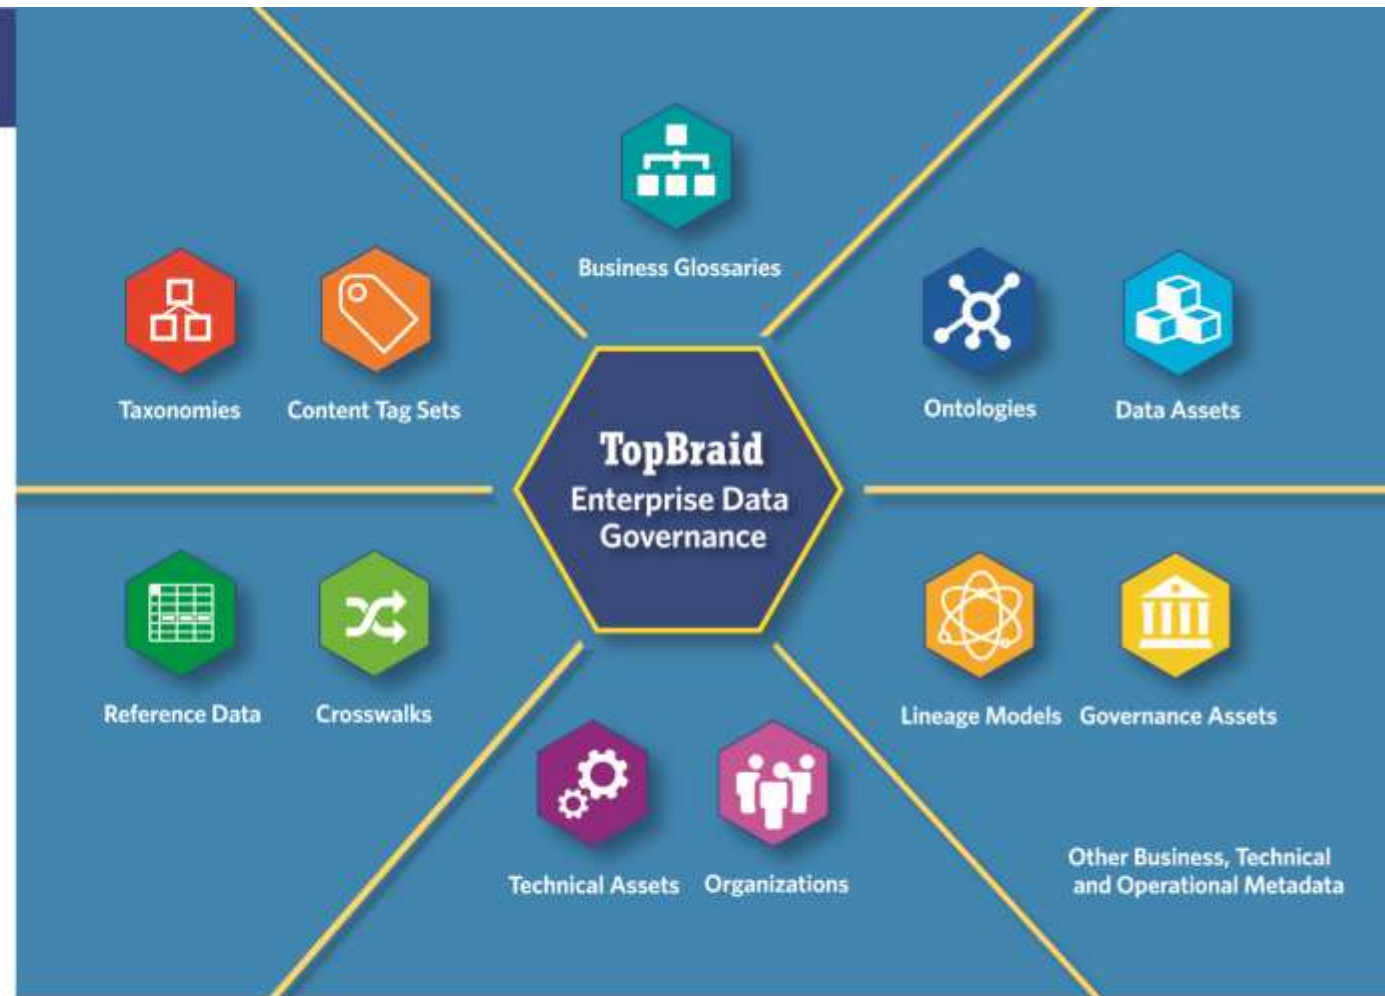 Business Glossaries
Taxonomies
Content Tag Sets
Ontologies
Data Assets
TopBraid
Enterprise Data
Governance
Reference Data
Crosswalks
Lineage Models
Governance Assets
Technical Assets
Organizations
Other Business, Technical
and Operational Metadata